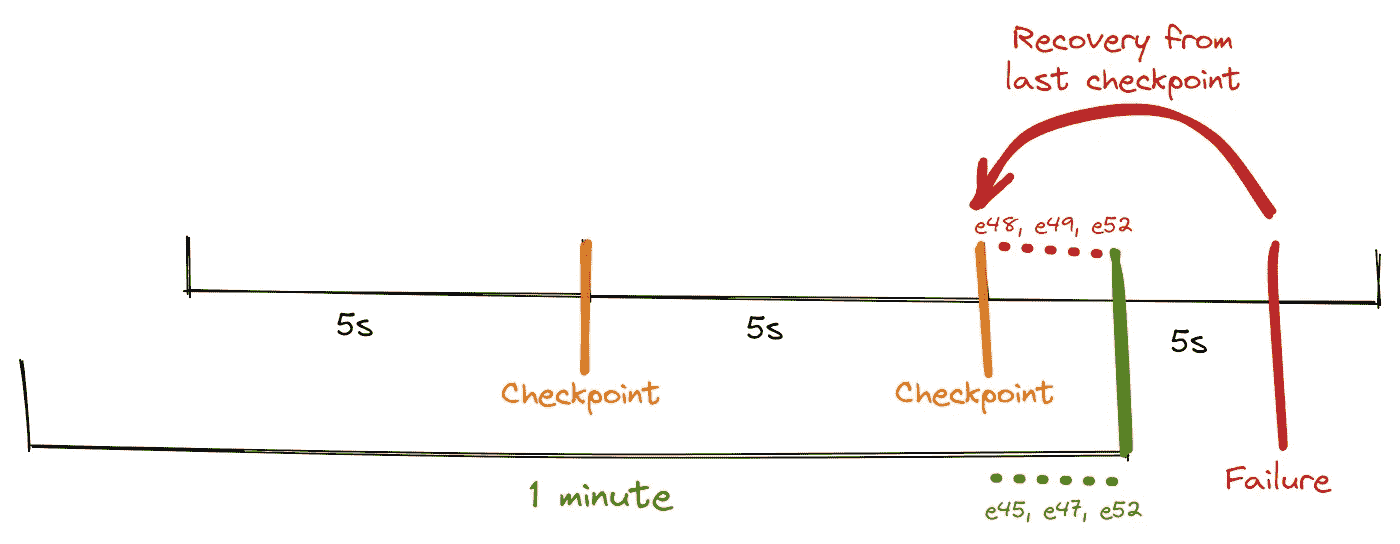 Recovery from
last checkpoint
e48, e49, e52
5s
5s
5s
Checkpoint
Checkpoint
Failure
1 minute
e45, e47, e52